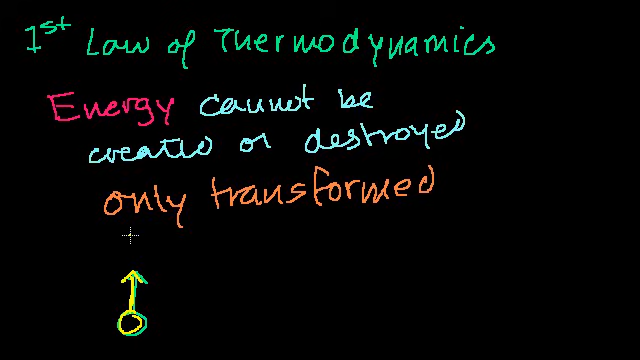 1st Law of Thermodynamics
Energy cannot be
created or destroyed
only transformed